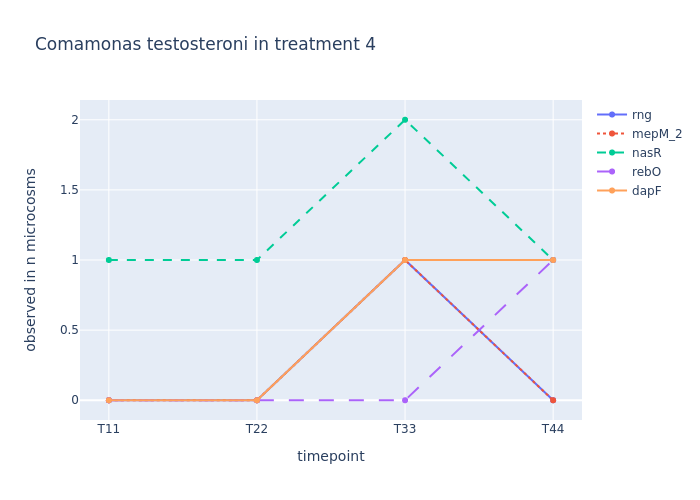 Comamonas testosteroni in treatment 4
observed in n microcosms
2
1.5
1
0.5
0
T11
T22
T33
T44
timepoint
rng
mepM_2
nasR
rebO
dapF